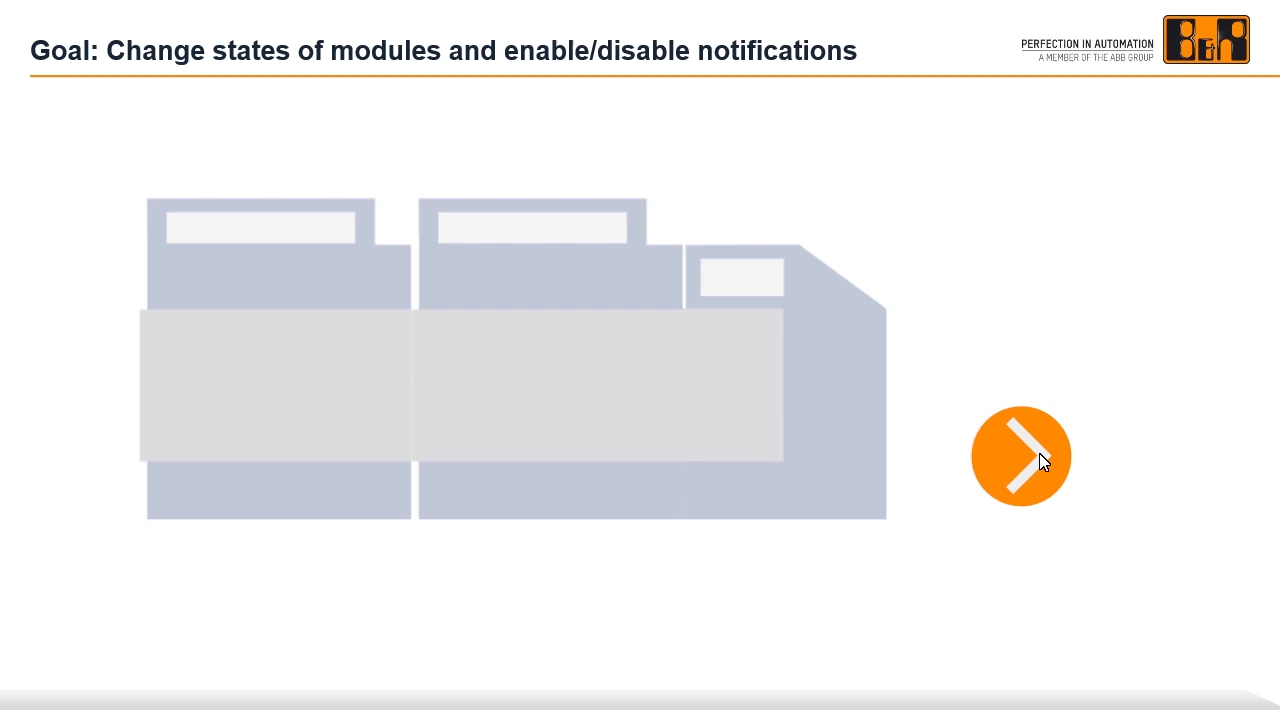 Goal: Change states of modules and enable/disable notifications
PERFECTION IN AUTOMATION
A MEMBER OF THE ABB GROUP
B&R